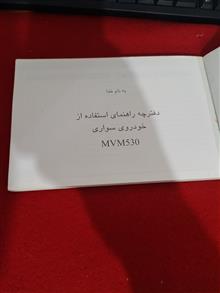 به نام خدا
دفترچه راهنمای استفاده از
خودروی سواری
MVM530